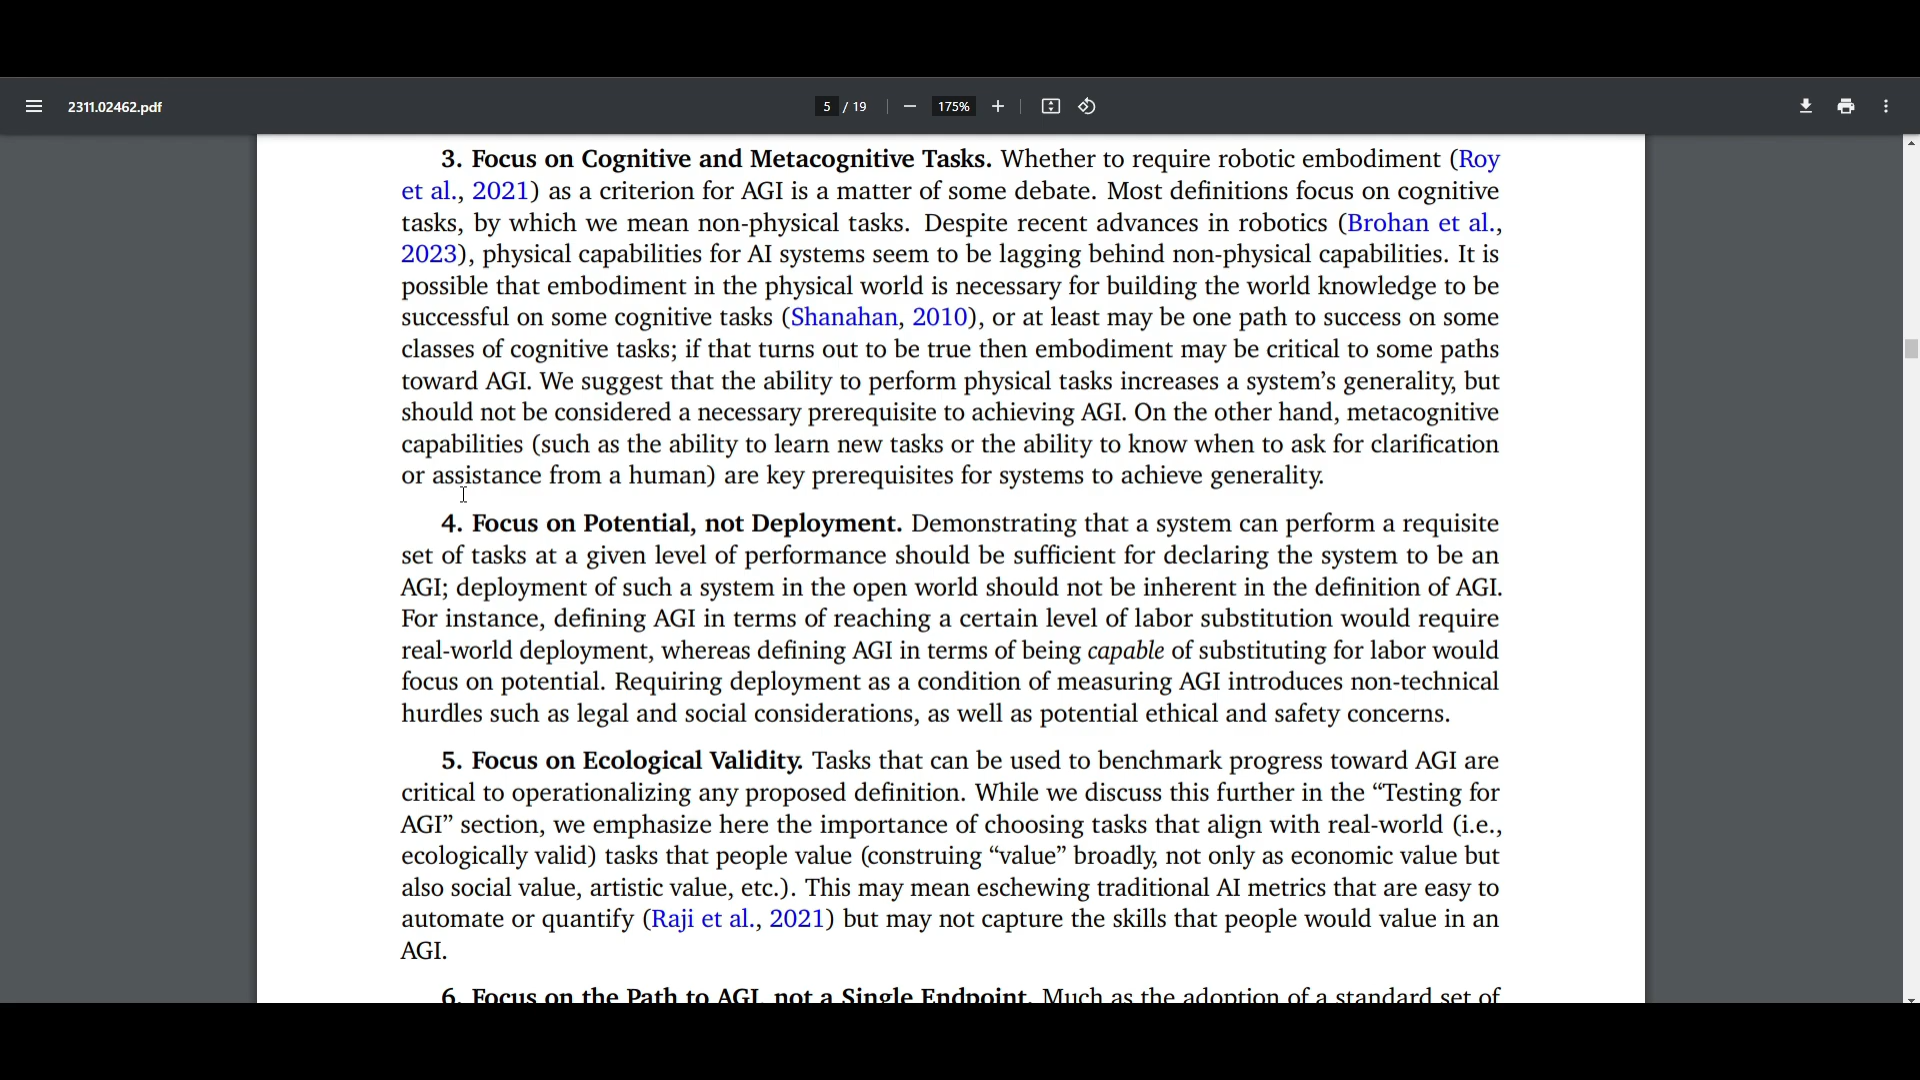 2311.02462.pdf
5 / 19
175%
3. Focus on Cognitive and Metacognitive Tasks. Whether to require robotic embodiment (Roy
et al., 2021) as a criterion for AGI is a matter of some debate. Most definitions focus on cognitive
tasks, by which we mean non-physical tasks. Despite recent advances in robotics (Brohan et al.,
2023), physical capabilities for AI systems seem to be lagging behind non-physical capabilities. It is
possible that embodiment in the physical world is necessary for building the world knowledge to be
successful on some cognitive tasks (Shanahan, 2010), or at least may be one path to success on some
classes of cognitive tasks; if that turns out to be true then embodiment may be critical to some paths
toward AGI. We suggest that the ability to perform physical tasks increases a system’s generality, but
should not be considered a necessary prerequisite to achieving AGI. On the other hand, metacognitive
capabilities (such as the ability to learn new tasks or the ability to know when to ask for clarification
or assistance from a human) are key prerequisites for systems to achieve generality.
4. Focus on Potential, not Deployment. Demonstrating that a system can perform a requisite
set of tasks at a given level of performance should be sufficient for declaring the system to be an
AGI; deployment of such a system in the open world should not be inherent in the definition of AGI.
For instance, defining AGI in terms of reaching a certain level of labor substitution would require
real-world deployment, whereas defining AGI in terms of being capable of substituting for labor would
focus on potential. Requiring deployment as a condition of measuring AGI introduces non-technical
hurdles such as legal and social considerations, as well as potential ethical and safety concerns.
5. Focus on Ecological Validity. Tasks that can be used to benchmark progress toward AGI are
critical to operationalizing any proposed definition. While we discuss this further in the “Testing for
AGI” section, we emphasize here the importance of choosing tasks that align with real-world (i.e.,
ecologically valid) tasks that people value (construing “value” broadly, not only as economic value but
also social value, artistic value, etc.). This may mean eschewing traditional AI metrics that are easy to
automate or quantify (Raji et al., 2021) but may not capture the skills that people would value in an
AGI.
6. Focus on the Path to AGI, not a Single Endpoint. Much as the adoption of a standard set of